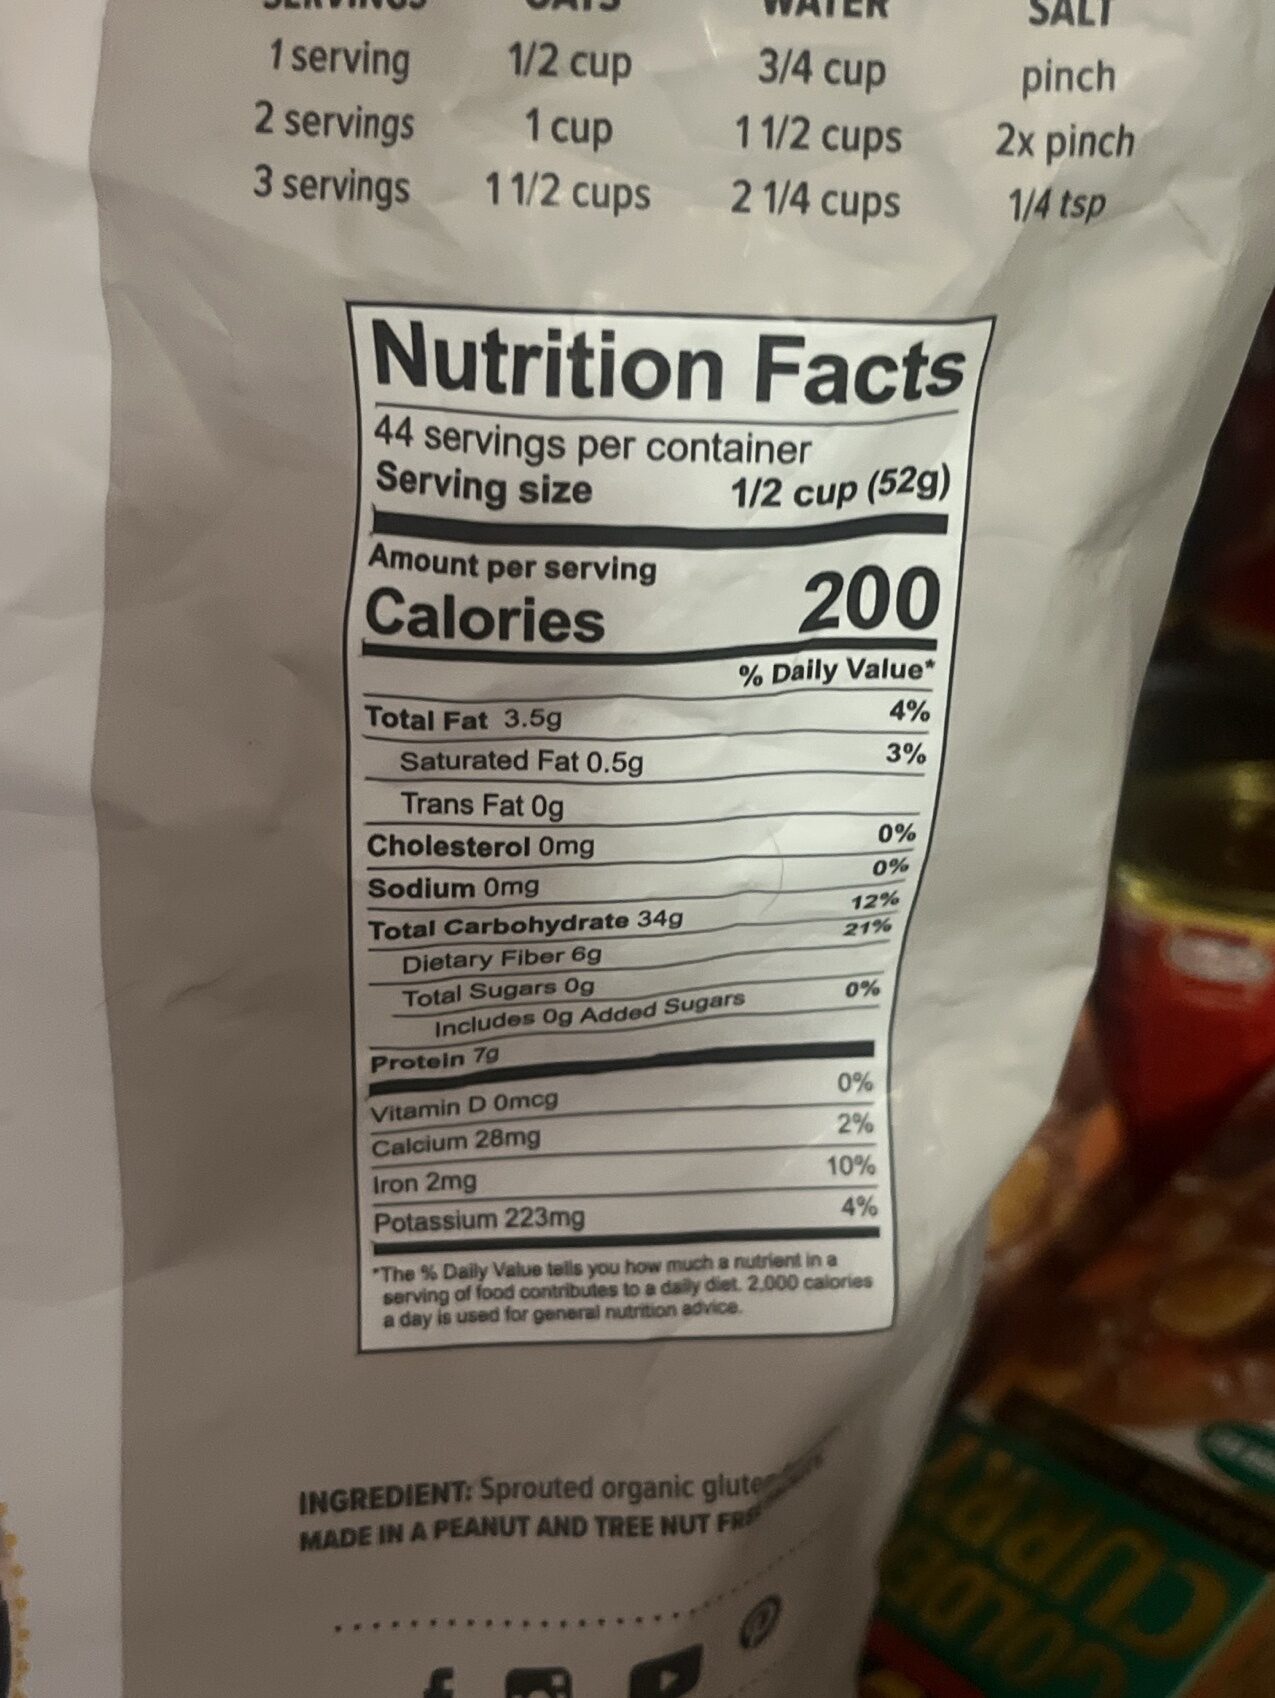 SERVINGS OATS WATER SALT
1 serving 1/2 cup 3/4 cup pinch
2 servings 1 cup 1 1/2 cups 2x pinch
3 servings 1 1/2 cups 2 1/4 cups 1/4 tsp
Nutrition Facts
44 servings per container
Serving size 1/2 cup (52g)
Amount per serving
Calories 200
% Daily Value*
Total Fat 3.5g 4%
Saturated Fat 0.5g 3%
Trans Fat 0g
Cholesterol 0mg 0%
Sodium 0mg 0%
Total Carbohydrate 34g 12%
Dietary Fiber 6g 21%
Total Sugars 0g
Includes 0g Added Sugars 0%
Protein 7g
Vitamin D 0mcg 0%
Calcium 28mg 2%
Iron 2mg 10%
Potassium 223mg 4%
*The % Daily Value tells you how much a nutrient in a
serving of food contributes to a daily diet. 2,000 calories
a day is used for general nutrition advice.
INGREDIENT: Sprouted organic
MADE IN A PEANUT AND TREE NUT
CURRY